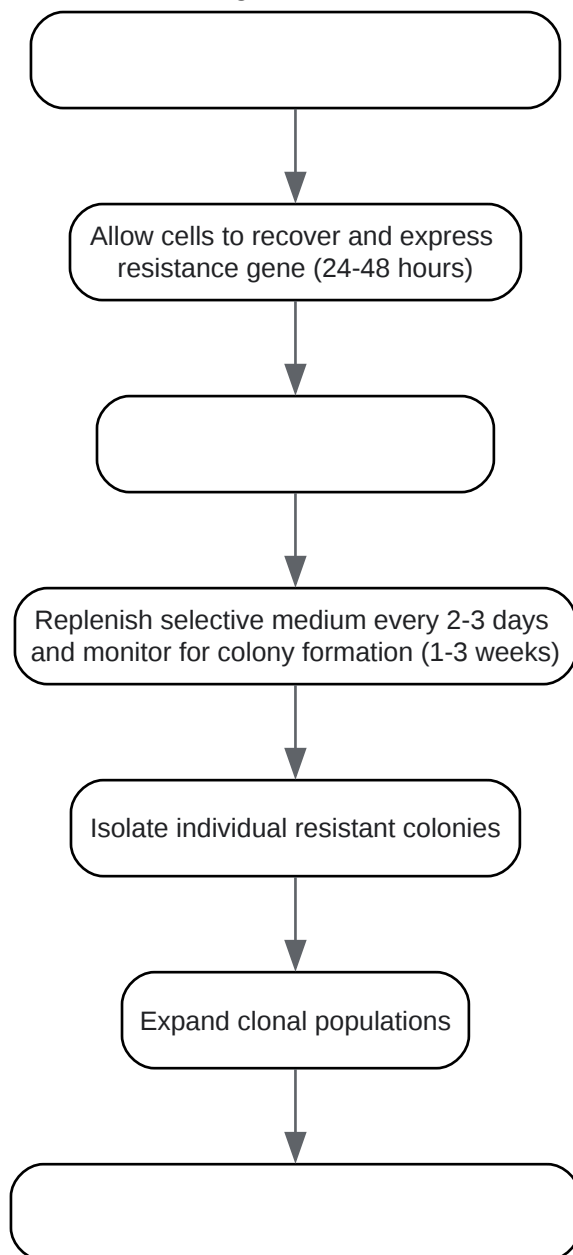 Allow cells to recover and express
resistance gene (24-48 hours)
Replenish selective medium every 2-3 days
and monitor for colony formation (1-3 weeks)
Isolate individual resistant colonies
Expand clonal populations